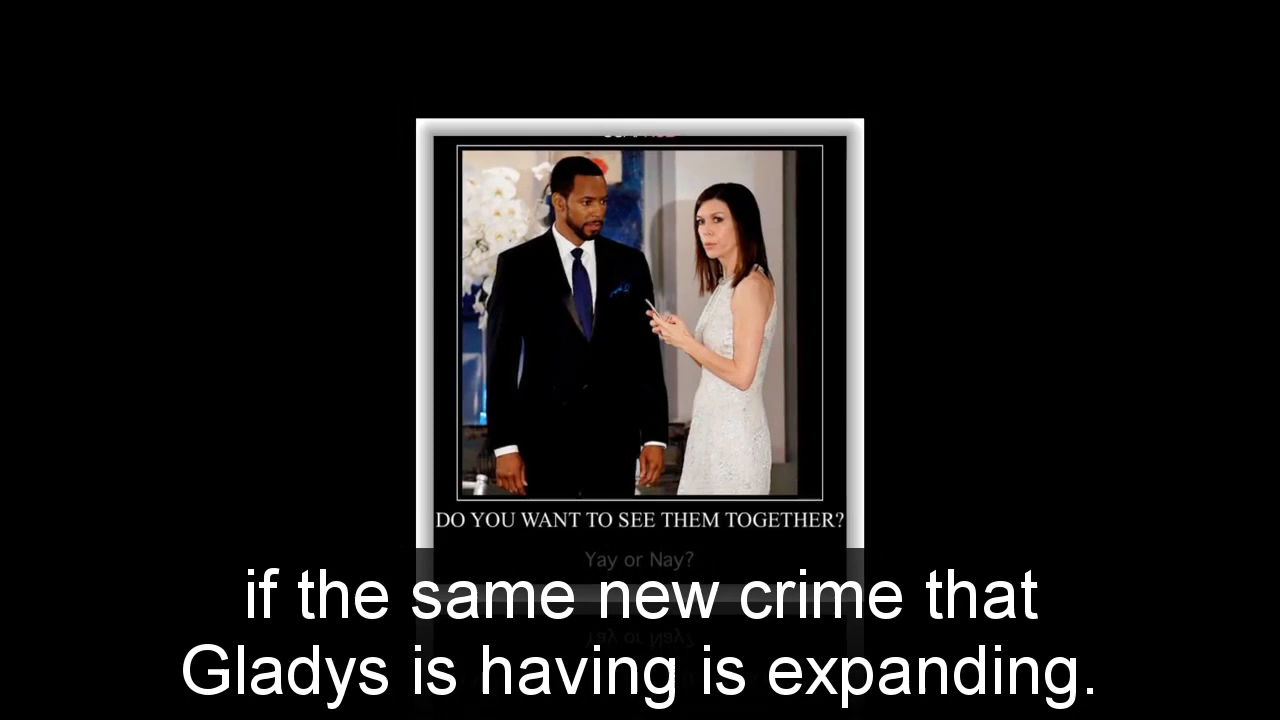 DO YOU WANT TO SEE THEM TOGETHER?
Yay or Nay?
if the same new crime that
Gladys is having is expanding.